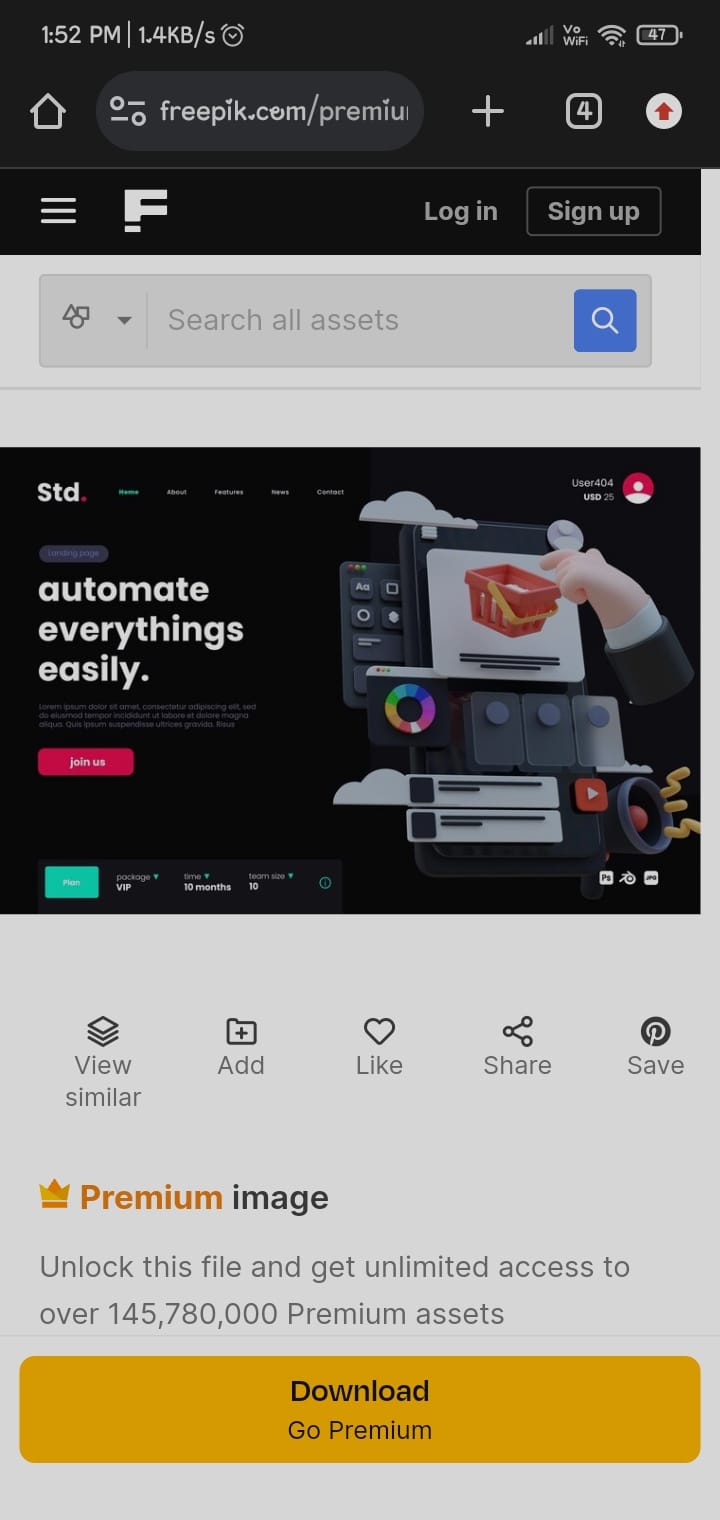 1:52 PM | 1.4KB/s
Vo
WiFi
47
freepik.com/premiu
4
Log in
Sign up
Search all assets
Std.
Home
About
Features
News
Contact
User404
USD 25
Landing page
automate
everythings
easily.
Lorem ipsum dolor sit amet, consectetur adipiscing elit, sed
do eiusmod tempor incididunt ut labore et dolore magna
aliqua. Quis ipsum suspendisse ultrices gravida. Risus
join us
Aa
Plan
package
VIP
time
10 months
team size
10
Ps
JPG
View
similar
Add
Like
Share
Save
Premium image
Unlock this file and get unlimited access to
over 145,780,000 Premium assets
Download
Go Premium